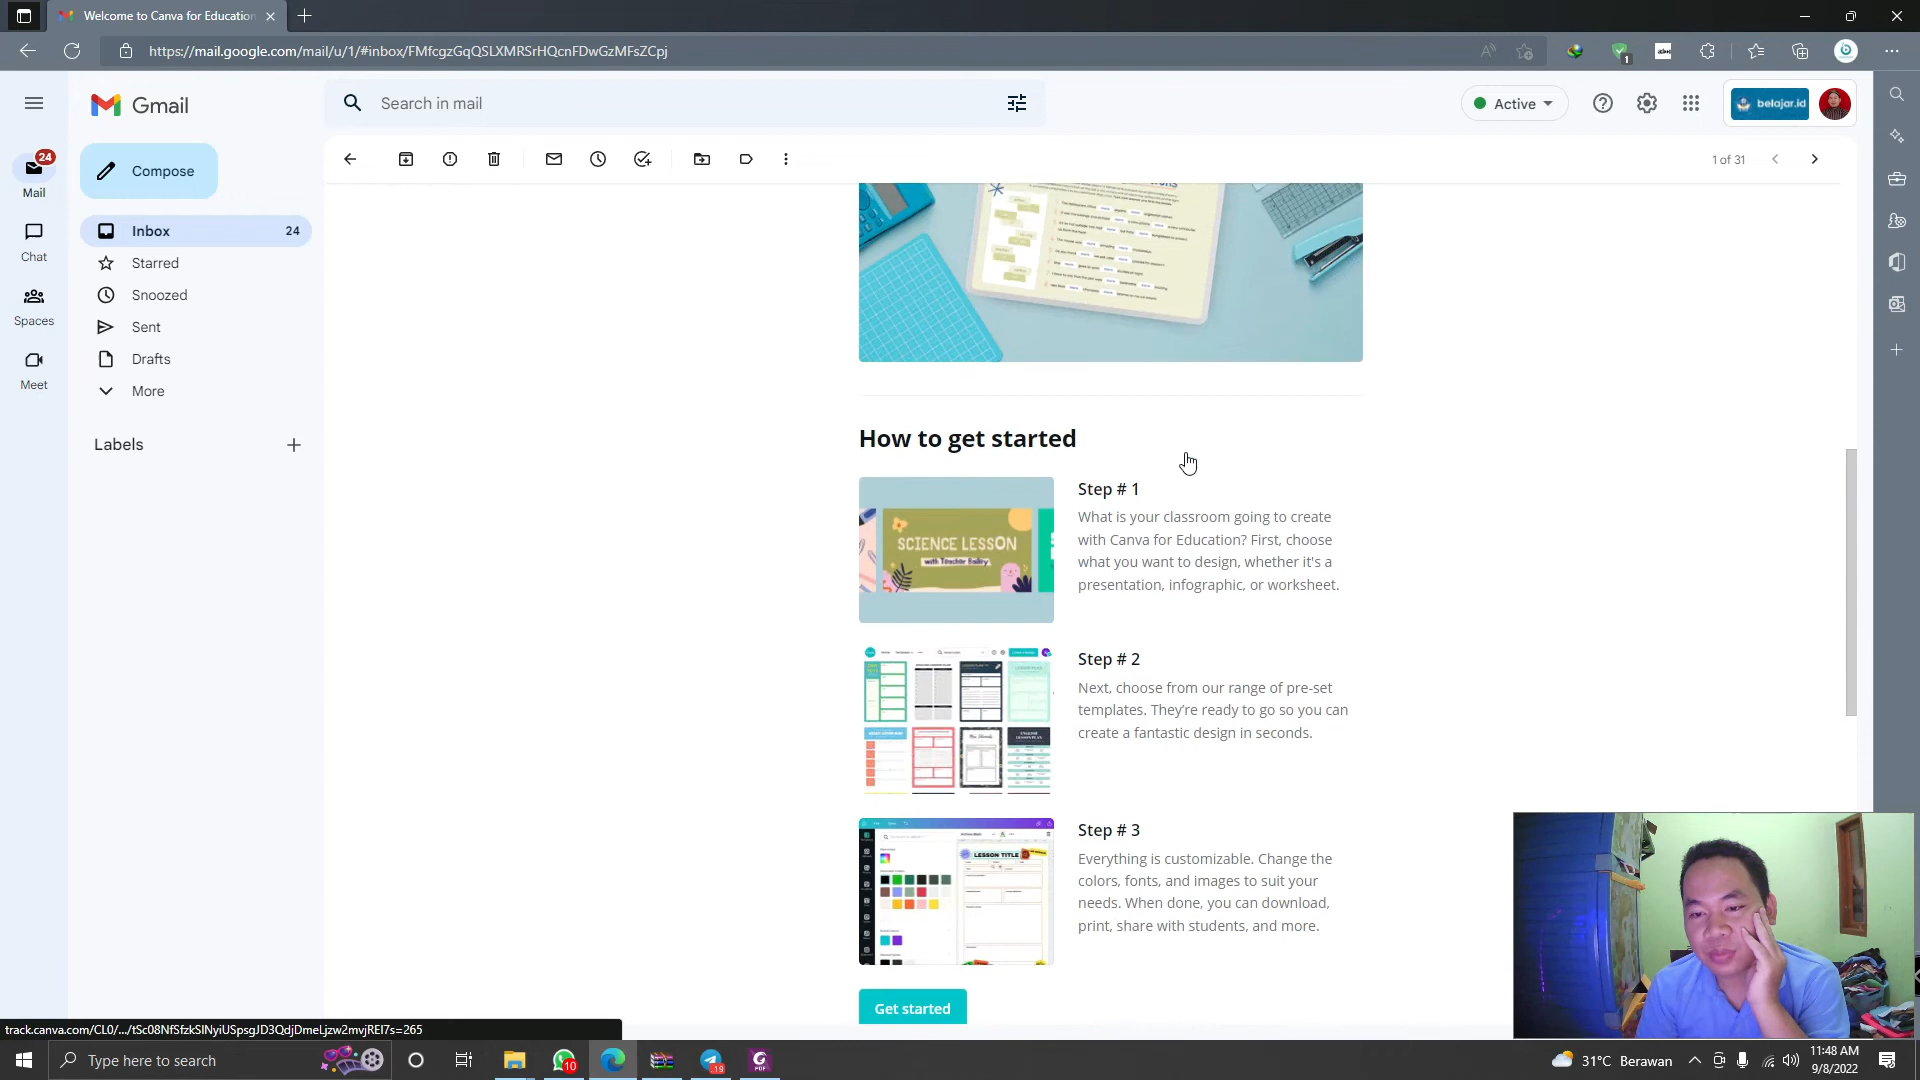 Welcome to Canva for Education
https://mail.google.com/mail/u/1/#inbox/FMfcgzGqQSLXMRSrHQcnFDwGzMFsZCpj
1
Gmail
Search in mail
Active
belajar.id
24
Mail
Compose
1 of 31
Inbox
24
Chat
Starred
Snoozed
Spaces
Sent
Drafts
Meet
More
Labels
How to get started
SCIENCE LESSON
with Teacher Bailey
Step # 1
What is your classroom going to create
with Canva for Education? First, choose
what you want to design, whether it's a
presentation, infographic, or worksheet.
Step # 2
Next, choose from our range of pre-set
templates. They're ready to go so you can
create a fantastic design in seconds.
LESSON TITLE
Step # 3
Everything is customizable. Change the
colors, fonts, and images to suit your
needs. When done, you can download,
print, share with students, and more.
Get started
track.canva.com/CL0/.../tSc08NfSfzkSINyiUSpsgJD3QdjDmeLjzw2mvjREI7s=265
Type here to search
10
19
PDF
31°C Berawan
11:48 AM
9/8/2022